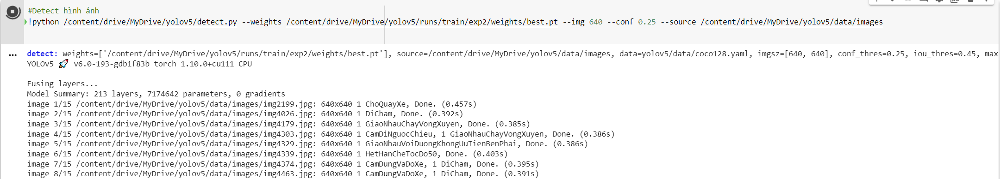 #Detect hình ảnh
!python /content/drive/MyDrive/yolov5/detect.py --weights /content/drive/MyDrive/yolov5/runs/train/exp2/weights/best.pt --img 640 --conf 0.25 --source /content/drive/MyDrive/yolov5/data/images
detect: weights=['/content/drive/MyDrive/yolov5/runs/train/exp2/weights/best.pt'], source=/content/drive/MyDrive/yolov5/data/images, data=yolov5/data/coco128.yaml, imgsz=[640, 640], conf_thres=0.25, iou_thres=0.45, max
YOLOv5 🚀 v6.0-193-gdb1f83b torch 1.10.0+cu111 CPU
Fusing layers...
Model Summary: 213 layers, 7174642 parameters, 0 gradients
image 1/15 /content/drive/MyDrive/yolov5/data/images/img2199.jpg: 640x640 1 ChoQuayXe, Done. (0.457s)
image 2/15 /content/drive/MyDrive/yolov5/data/images/img4026.jpg: 640x640 1 DiCham, Done. (0.392s)
image 3/15 /content/drive/MyDrive/yolov5/data/images/img4179.jpg: 640x640 1 GiaoNhauChayVongXuyen, Done. (0.385s)
image 4/15 /content/drive/MyDrive/yolov5/data/images/img4303.jpg: 640x640 1 CamDiNguocChieu, 1 GiaoNhauChayVongXuyen, Done. (0.386s)
image 5/15 /content/drive/MyDrive/yolov5/data/images/img4329.jpg: 640x640 1 GiaoNhauVoiDuongKhongUuTienBenPhai, Done. (0.386s)
image 6/15 /content/drive/MyDrive/yolov5/data/images/img4339.jpg: 640x640 1 HetHanCheTocDo50, Done. (0.403s)
image 7/15 /content/drive/MyDrive/yolov5/data/images/img4374.jpg: 640x640 1 CamDungVaDoXe, 1 DiCham, Done. (0.395s)
image 8/15 /content/drive/MyDrive/yolov5/data/images/img4463.jpg: 640x640 1 CamDungVaDoXe, 1 DiCham, Done. (0.391s)